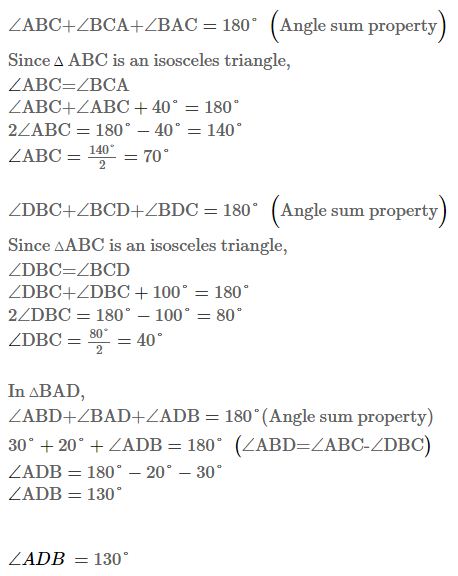 ∠ABC+∠BCA+∠BAC = 180° (Angle sum property)
Since △ ABC is an isosceles triangle,
∠ABC=∠BCA
∠ABC+∠ABC + 40° = 180°
2∠ABC = 180° − 40° = 140°
∠ABC = 140°/2 = 70°
∠DBC+∠BCD+∠BDC = 180° (Angle sum property)
Since △ABC is an isosceles triangle,
∠DBC=∠BCD
∠DBC+∠DBC + 100° = 180°
2∠DBC = 180° − 100° = 80°
∠DBC = 80°/2 = 40°
In △BAD,
∠ABD+∠BAD+∠ADB = 180°(Angle sum property)
30° + 20° + ∠ADB = 180° (∠ABD=∠ABC-∠DBC)
∠ADB = 180° − 20° − 30°
∠ADB = 130°
∠ADB = 130°